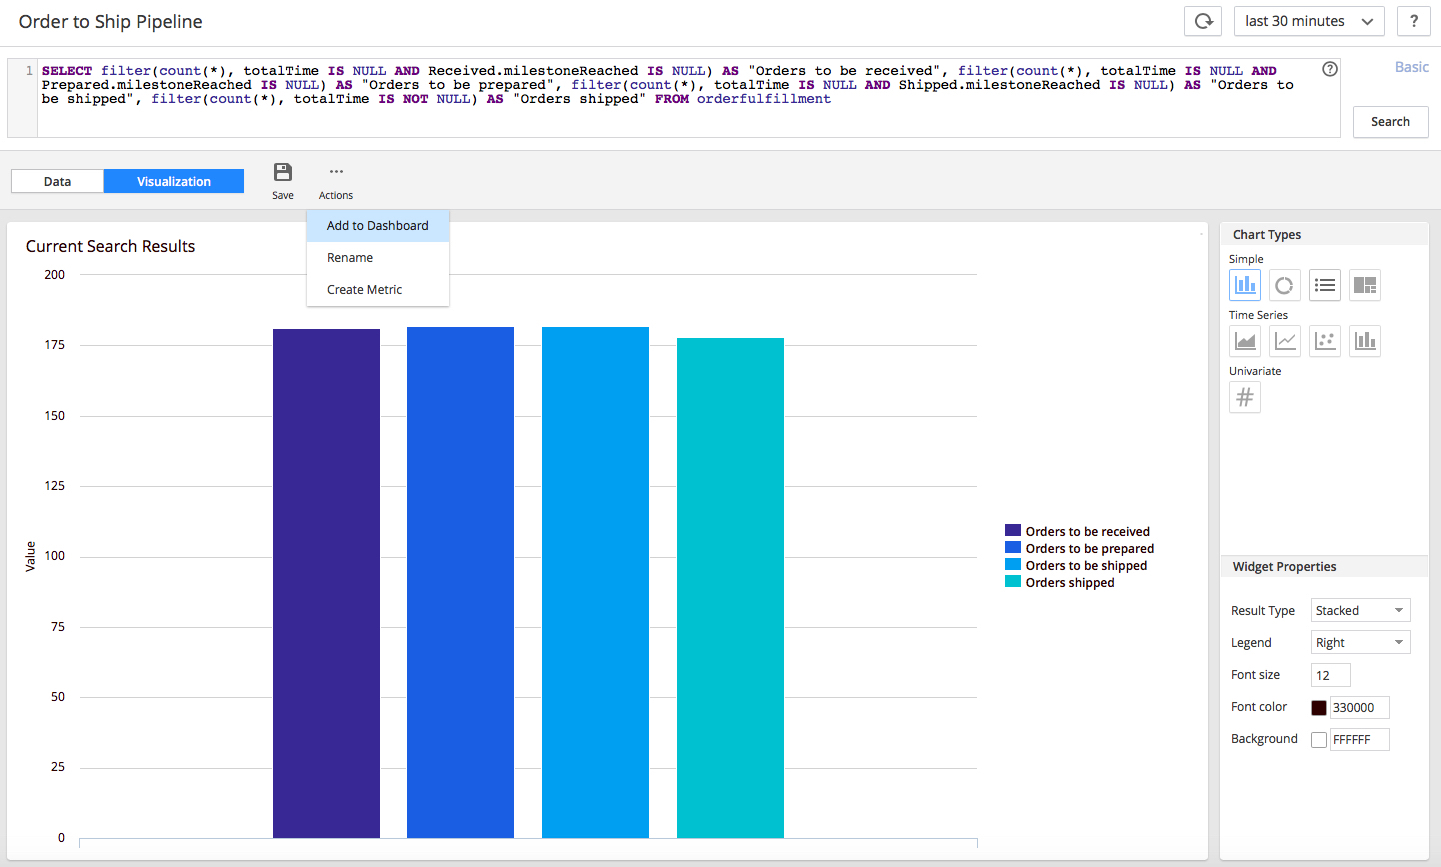 Order to Ship Pipeline
last 30 minutes
?
1 SELECT filter(count(*), totalTime IS NULL AND Received.milestoneReached IS NULL) AS "Orders to be received", filter(count(*), totalTime IS NULL AND
Prepared.milestoneReached IS NULL) AS "Orders to be prepared", filter(count(*), totalTime IS NULL AND Shipped.milestoneReached IS NULL) AS "Orders to
be shipped", filter(count(*), totalTime IS NOT NULL) AS "Orders shipped" FROM orderfulfillment
?
Basic
Search
Data
Visualization
Save
Actions
Add to Dashboard
Rename
Create Metric
Current Search Results
200
175
150
125
100
75
50
25
0
Value
Orders to be received
Orders to be prepared
Orders to be shipped
Orders shipped
Chart Types
Simple
Time Series
Univariate
#
Widget Properties
Result Type Stacked
Legend Right
Font size 12
Font color 330000
Background FFFFFF